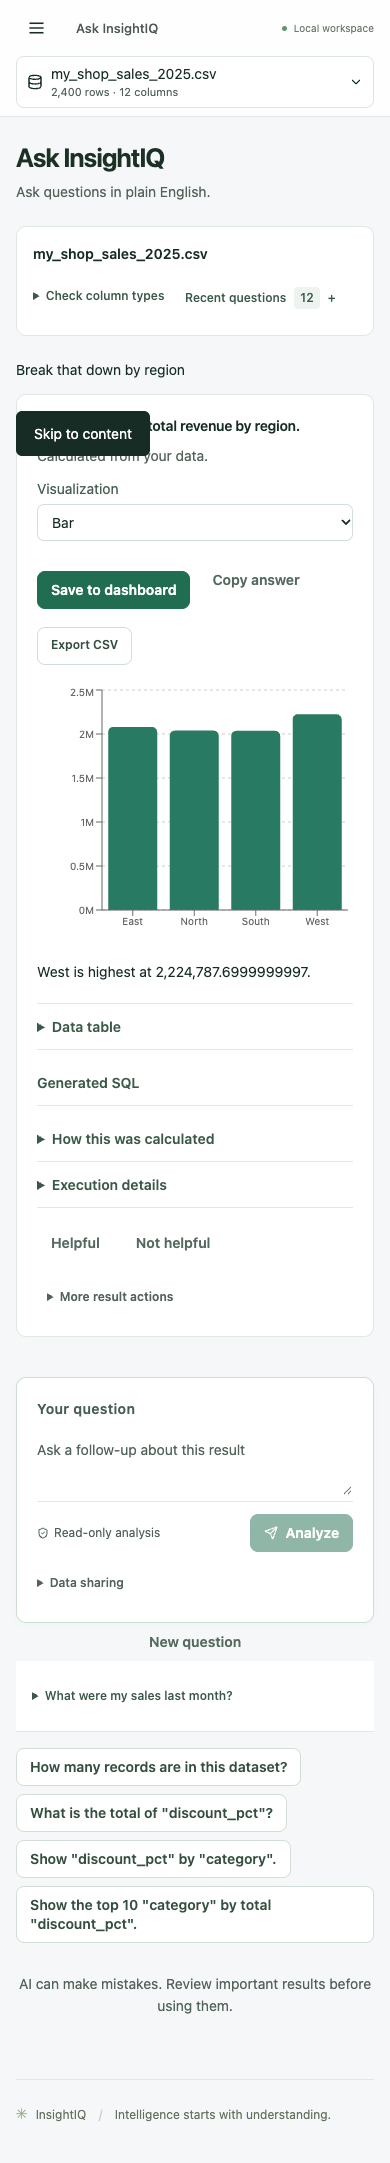 Ask InsightIQ
Local workspace
my_shop_sales_2025.csv
2,400 rows · 12 columns
Ask InsightIQ
Ask questions in plain English.
my_shop_sales_2025.csv
Check column types
Recent questions 12 +
Break that down by region
Skip to content
total revenue by region.
Calculated from your data.
Visualization
Bar
Save to dashboard
Copy answer
Export CSV
2.5M
2M
1.5M
1M
0.5M
0M
East North South West
West is highest at 2,224,787.6999999997.
Data table
Generated SQL
How this was calculated
Execution details
Helpful
Not helpful
More result actions
Your question
Ask a follow-up about this result
Read-only analysis
Analyze
Data sharing
New question
What were my sales last month?
How many records are in this dataset?
What is the total of "discount_pct"?
Show "discount_pct" by "category".
Show the top 10 "category" by total
"discount_pct".
AI can make mistakes. Review important results before
using them.
InsightIQ / Intelligence starts with understanding.